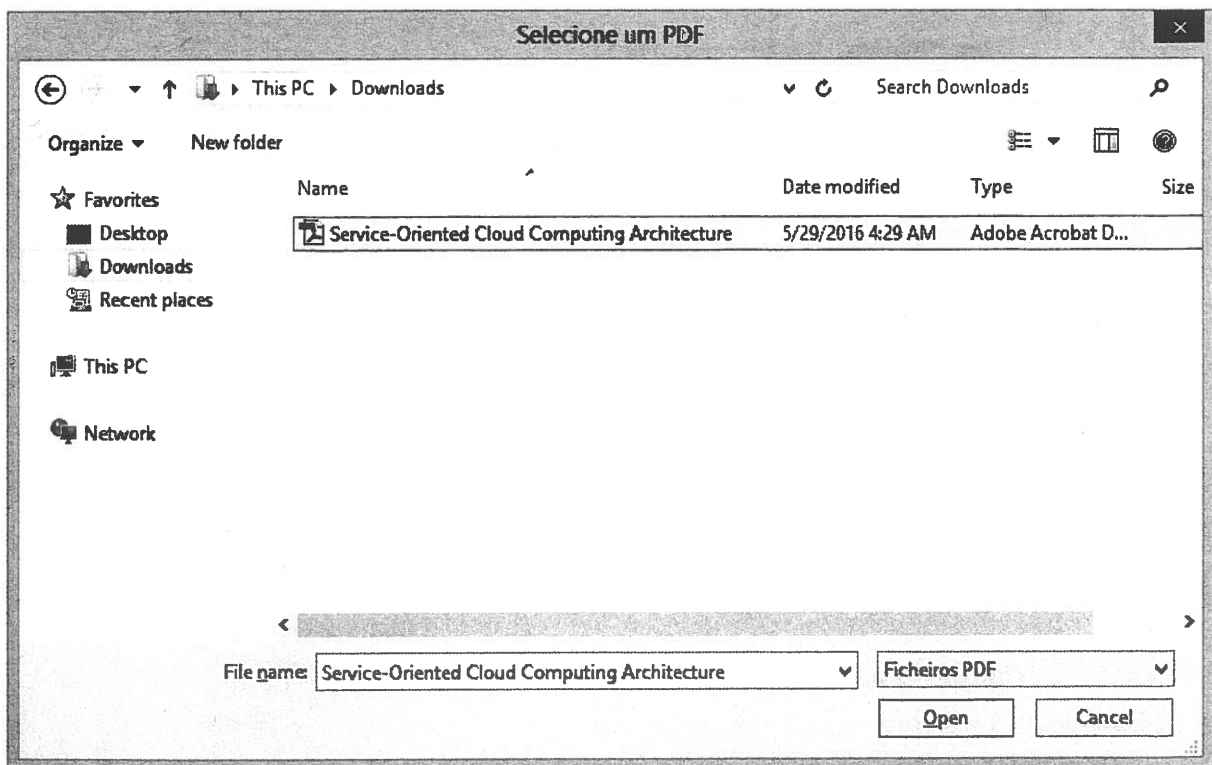 Selecione um PDF
This PC Downloads Search Downloads
Organize New folder
Name Date modified Type Size
Favorites
Desktop
Downloads
Recent places
This PC
Network
Service-Oriented Cloud Computing Architecture 5/29/2016 4:29 AM Adobe Acrobat D...
File name: Service-Oriented Cloud Computing Architecture Ficheiros PDF
Open Cancel